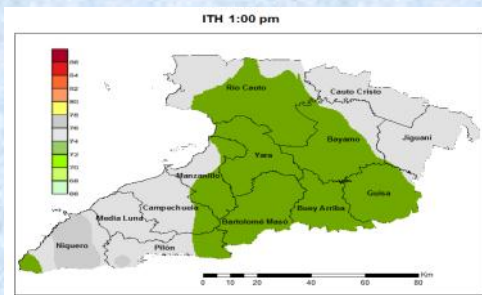 ITH 1:00 pm
86
84
82
80
78
76
74
72
70
68
66
Río Cauto
Cauto Cristo
Bayamo
Jiguaní
Yara
Manzanillo
Guisa
Campechuela
Buey Arriba
Media Luna
Bartolomé Masó
Niquero
Pilón
Km
0 5 10 20 40 60 80